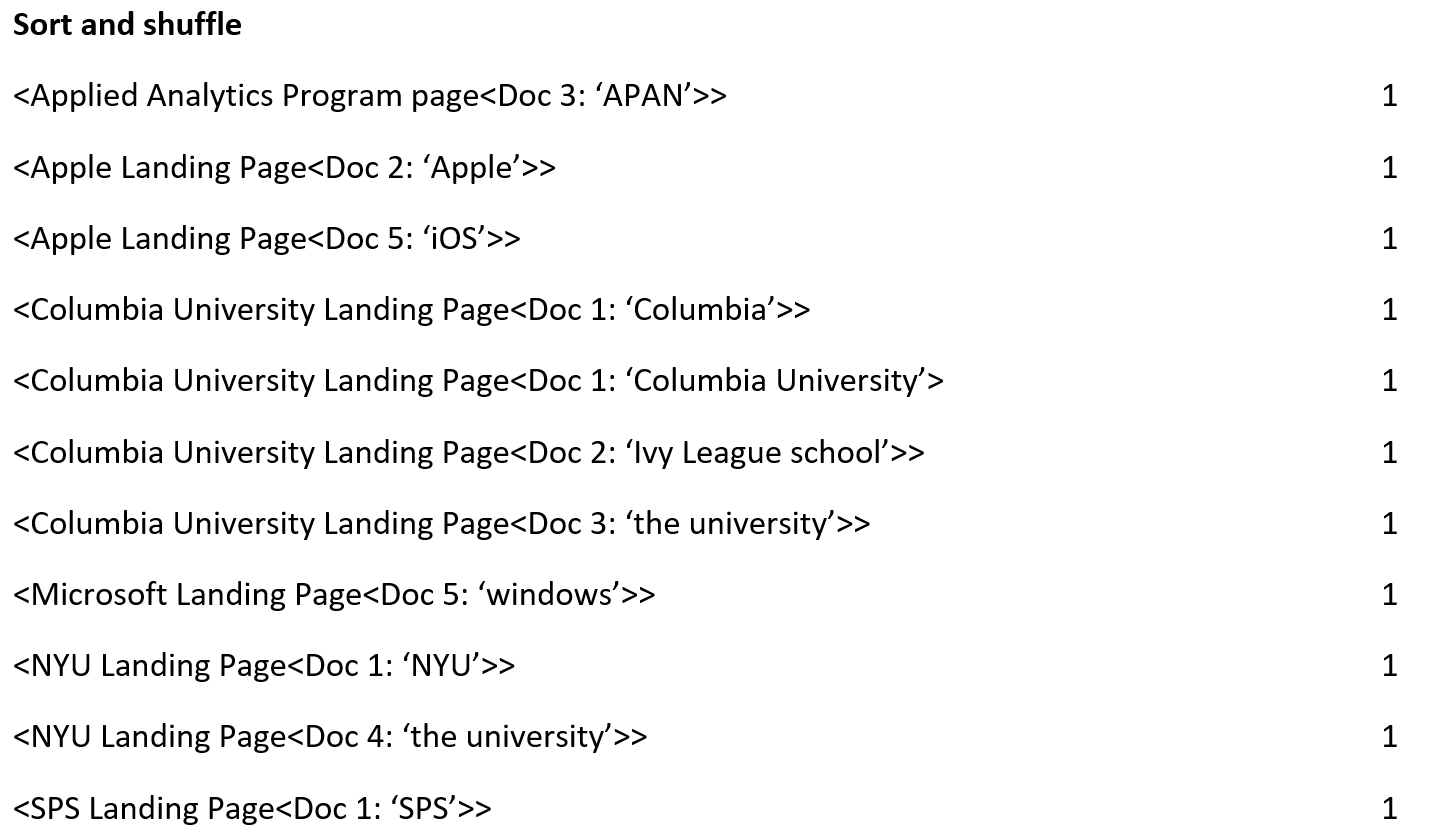 Sort and shuffle
<Applied Analytics Program page<Doc 3: ‘APAN’>> 1
<Apple Landing Page<Doc 2: ‘Apple’>> 1
<Apple Landing Page<Doc 5: ‘iOS’>> 1
<Columbia University Landing Page<Doc 1: ‘Columbia’>> 1
<Columbia University Landing Page<Doc 1: ‘Columbia University’> 1
<Columbia University Landing Page<Doc 2: ‘Ivy League school’>> 1
<Columbia University Landing Page<Doc 3: ‘the university’>> 1
<Microsoft Landing Page<Doc 5: ‘windows’>> 1
<NYU Landing Page<Doc 1: ‘NYU’>> 1
<NYU Landing Page<Doc 4: ‘the university’>> 1
<SPS Landing Page<Doc 1: ‘SPS’>> 1